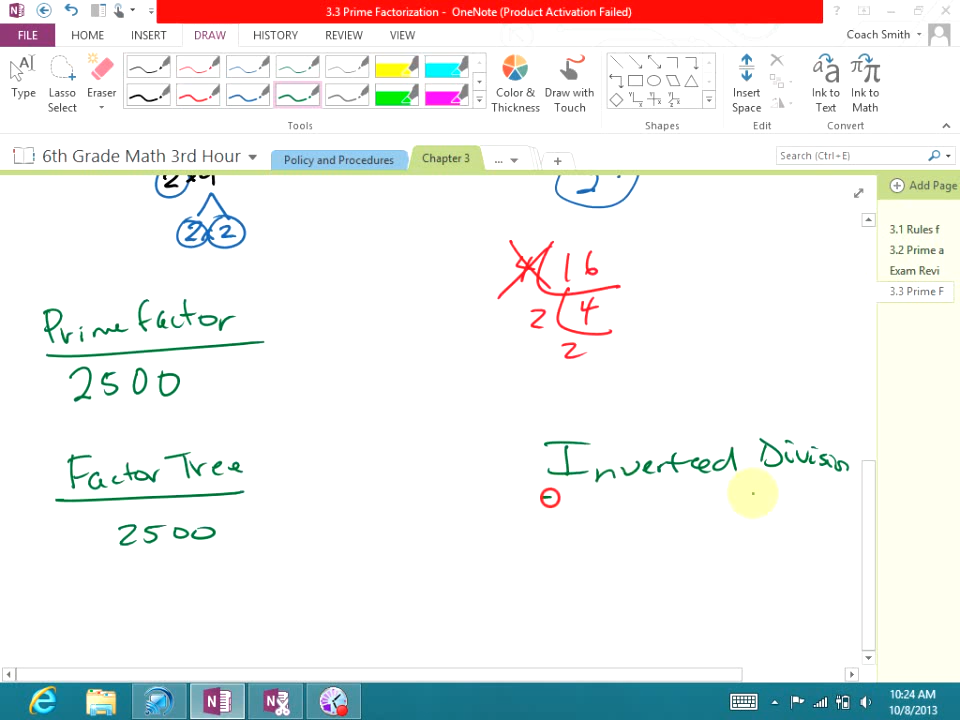 3.3 Prime Factorization - OneNote (Product Activation Failed)
FILE HOME INSERT DRAW HISTORY REVIEW VIEW
Coach Smith
Type
Lasso Select
Eraser
Color & Thickness
Draw with Touch
Insert Space
Ink to Text
Ink to Math
Tools Shapes Edit Convert
6th Grade Math 3rd Hour
Policy and Procedures
Chapter 3
...
Search (Ctrl+E)
Add Page
3.1 Rules f
3.2 Prime a
Exam Revi
3.3 Prime F
2 2
4 16
2 4
2
Prime factor
2500
Factor Tree
2500
Inverteed Division
10:24 AM
10/8/2013